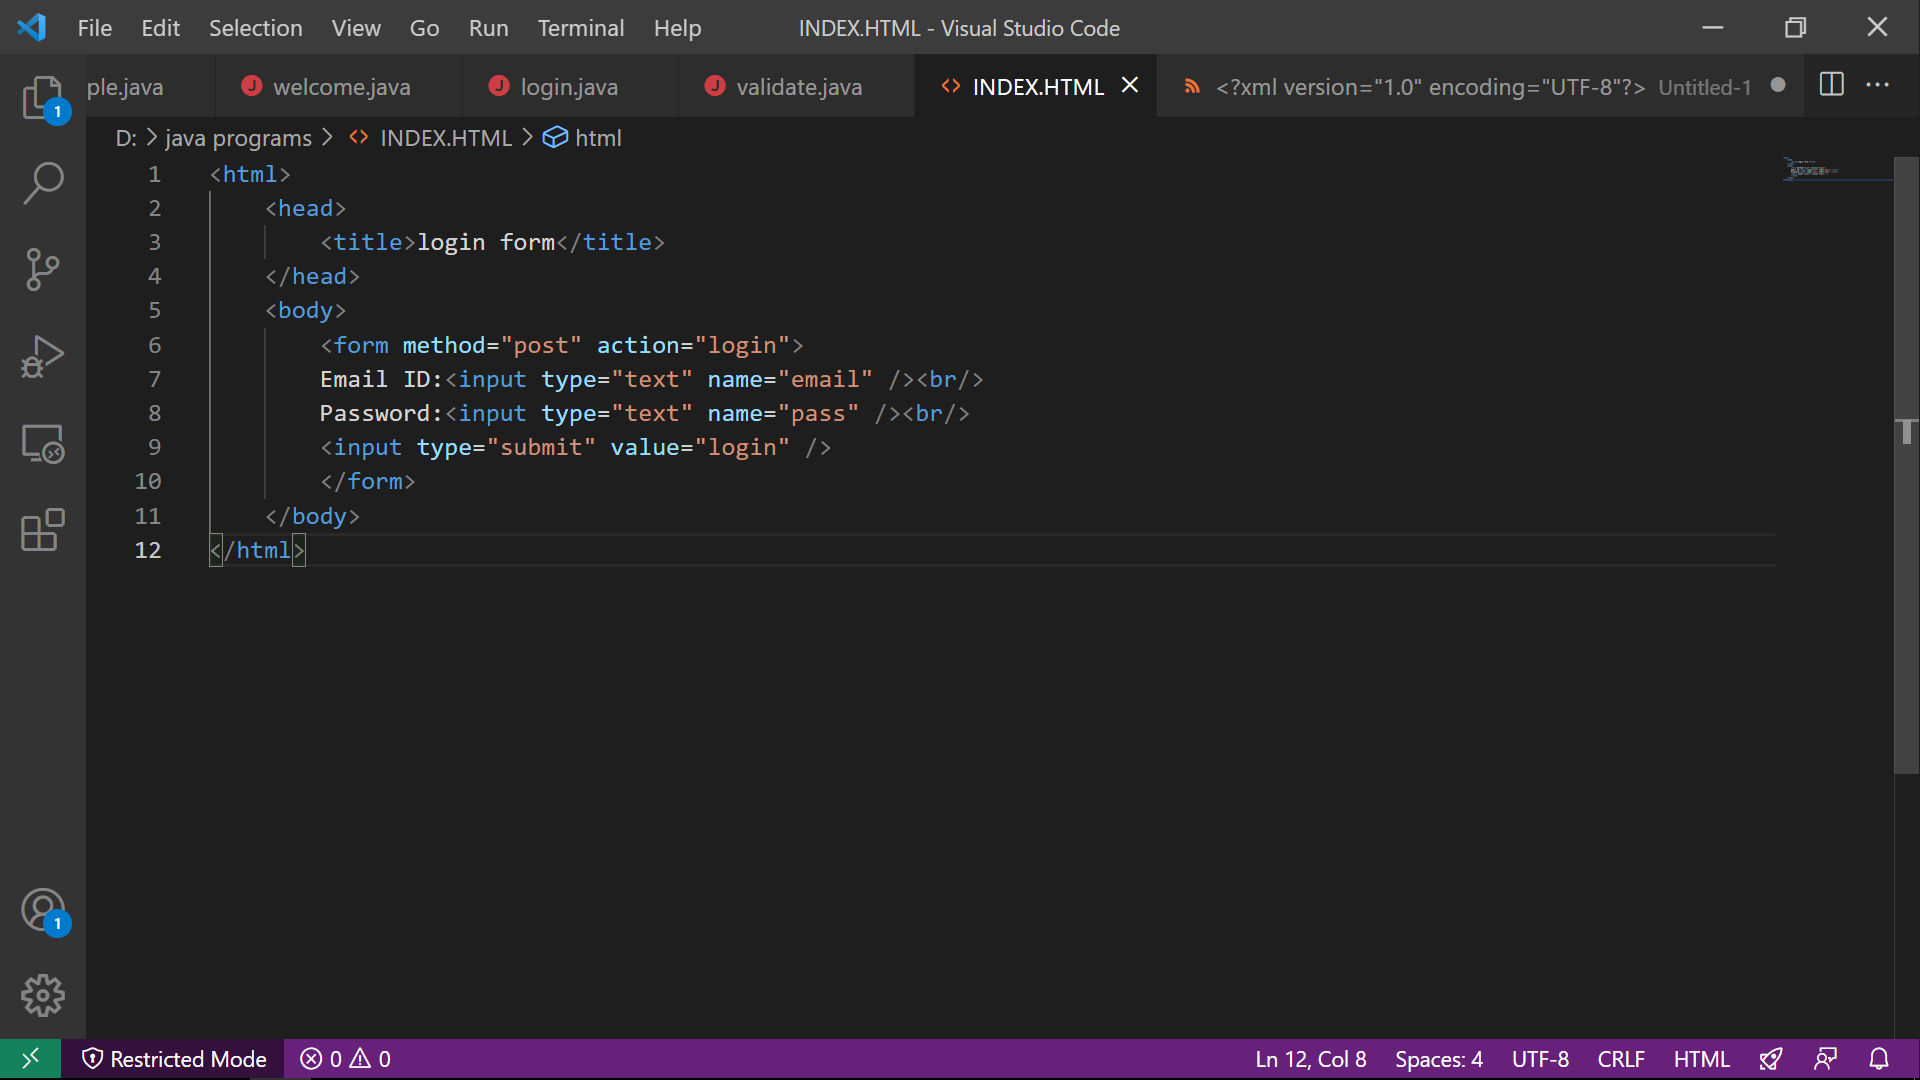 File Edit Selection View Go Run Terminal Help INDEX.HTML - Visual Studio Code
ple.java J welcome.java J login.java J validate.java <> INDEX.HTML <?xml version="1.0" encoding="UTF-8"?> Untitled-1
D: > java programs > <> INDEX.HTML > html
1 <html>
2 <head>
3 <title>login form</title>
4 </head>
5 <body>
6 <form method="post" action="login">
7 Email ID:<input type="text" name="email" /><br/>
8 Password:<input type="text" name="pass" /><br/>
9 <input type="submit" value="login" />
10 </form>
11 </body>
12 </html>
1
1
Restricted Mode 0 0 Ln 12, Col 8 Spaces: 4 UTF-8 CRLF HTML